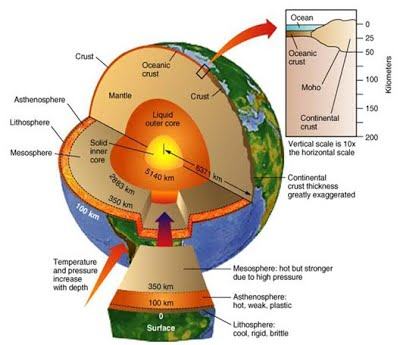 Ocean
Oceanic
crust
Moho
Continental
crust
0
25
50
100
150
200
Kilometers
Vertical scale is 10x
the horizontal scale
Crust
Oceanic
crust
Mantle
Crust
Asthenosphere
Lithosphere
Mesosphere
Liquid
outer core
Solid
inner
core
6371 km
5140 km
2883 km
350 km
100 km
Continental
crust thickness
greatly exaggerated
Temperature
and pressure
increase
with depth
350 km
100 km
0
Surface
Mesosphere: hot but stronger
due to high pressure
Asthenosphere:
hot, weak, plastic
Lithosphere:
cool, rigid, brittle